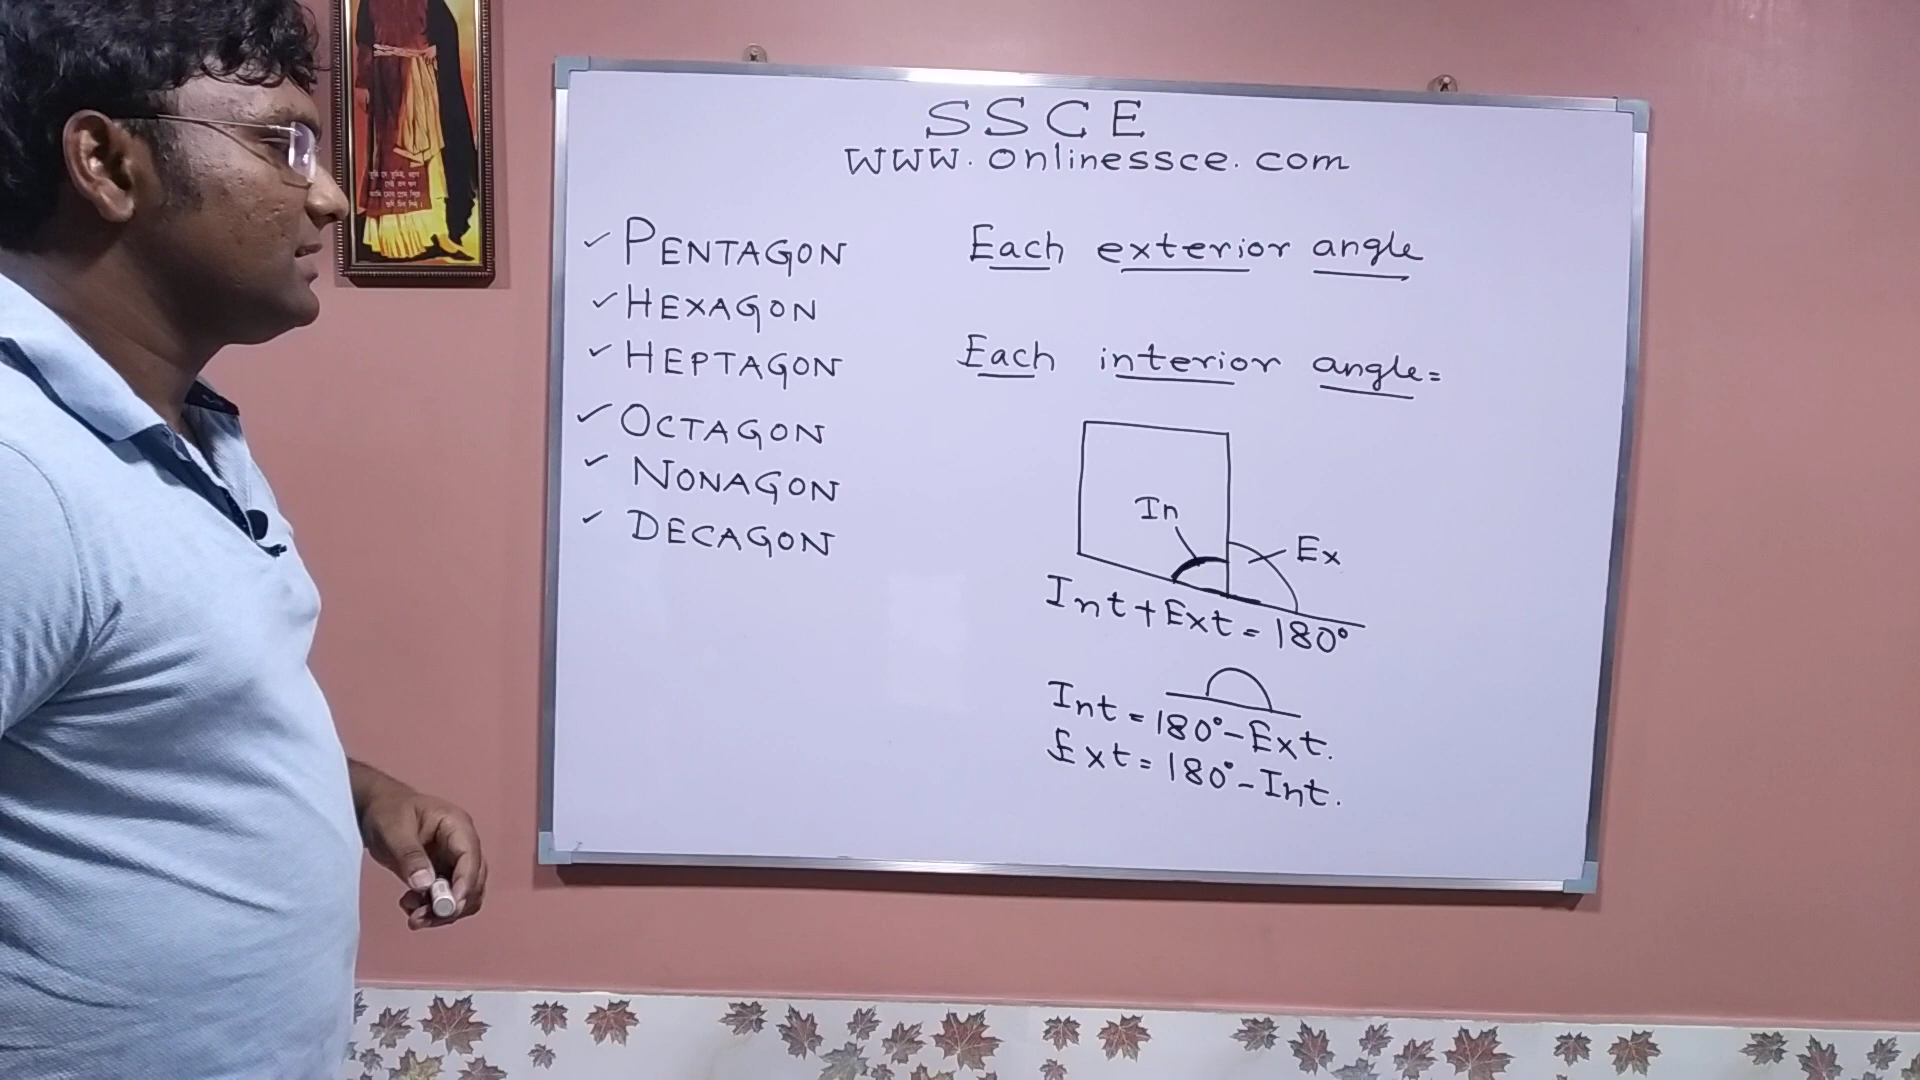 SSCE
WWW.onlinessce.com
✓ PENTAGON
✓ HEXAGON
✓ HEPTAGON
✓ OCTAGON
✓ NONAGON
✓ DECAGON
Each exterior angle
Each interior angle=
In
Ex
Int+Ext=180°
Int=180°-Ext.
Ext=180°-Int.